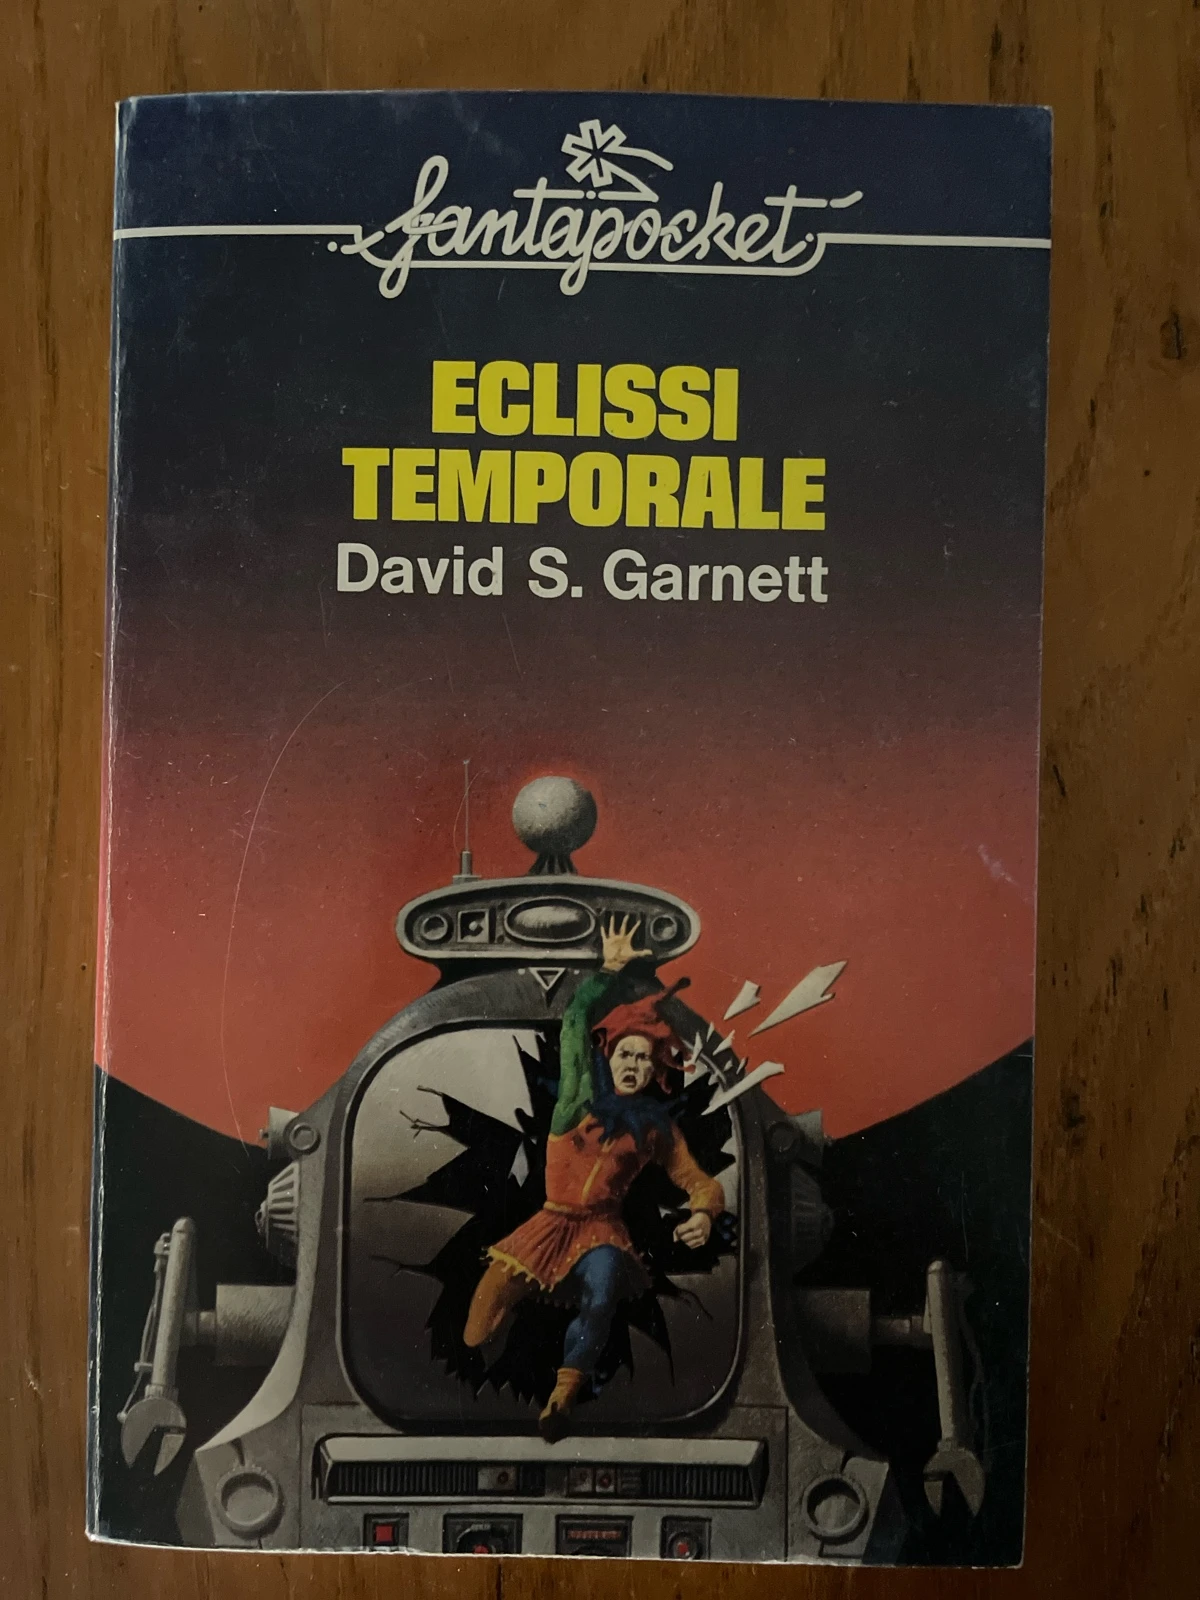 fantapocket
ECLISSI
TEMPORALE
David S. Garnett